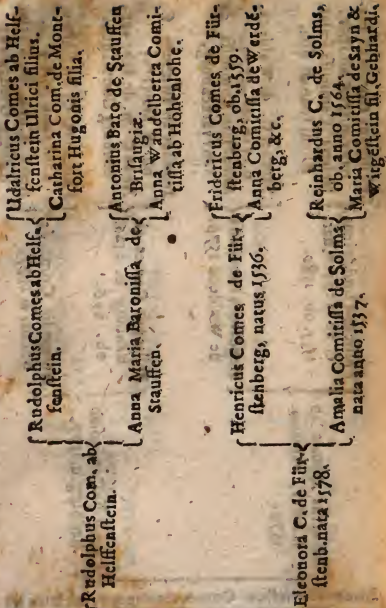 Rudolphus Com. ab
Helffenstein.
Rudolphus Comes ab Helf-
fenstein.
Udalricus Comes ab Helf-
fenstein Ulrici filius.
Catharina Com. de Mont-
fort Hugonis filia.
Anna Maria Baronissa de
Stauffen.
Antonius Baro de Stauffen
Brisaugiæ.
Anna Wandelberta Comi-
tissa ab Hohenlohe.
Eleonora C. de Für-
stenb. nata 1578.
Henricus Comes de Für-
stenberg, natus 1536.
Fridericus Comes de Für-
stenberg, ob. 1559.
Anna Comitissa de Werde-
berg, &c.
Amalia Comitissa de Solms
nata anno 1537.
Reinhardus C. de Solms,
ob. anno 1564.
Maria Comitissa de Sayn &
Witgstein fil. Gebhardi.